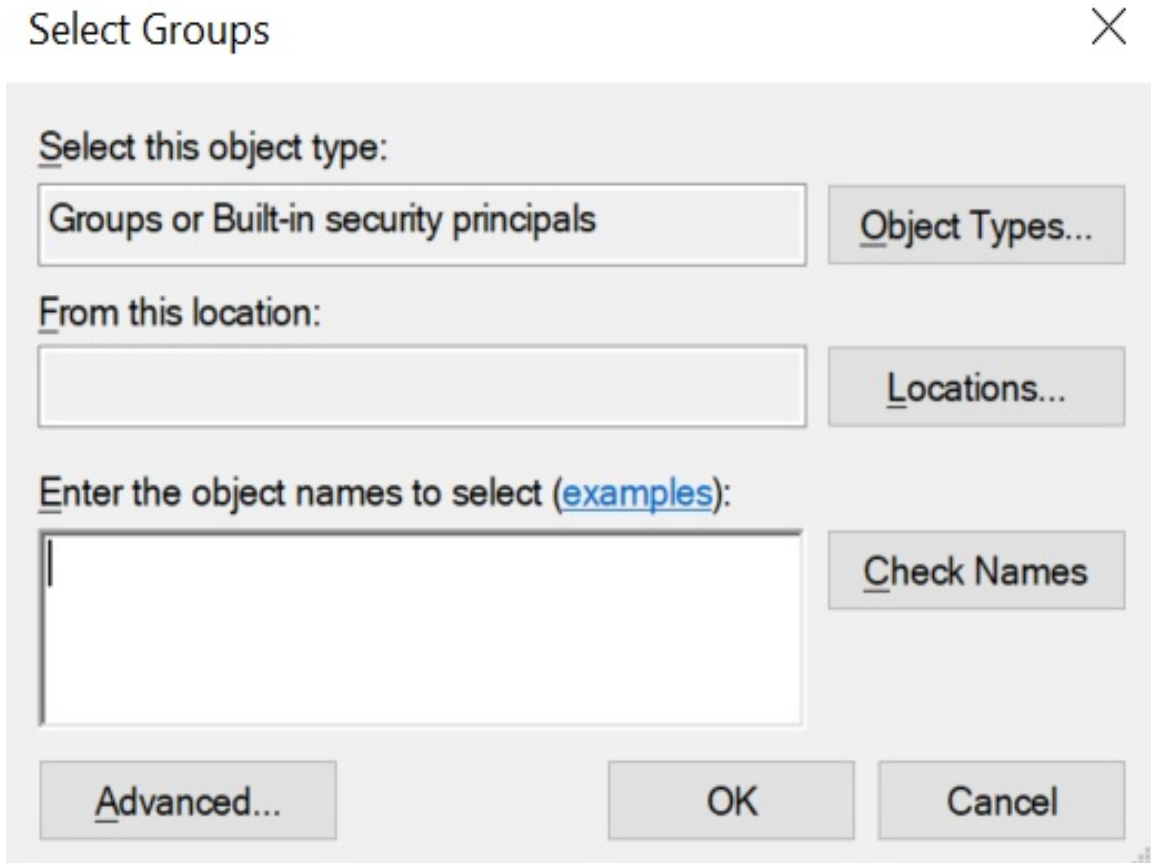 Select Groups
Select this object type:
Groups or Built-in security principals
Object Types...
From this location:
Locations...
Enter the object names to select (examples):
Check Names
Advanced...
OK
Cancel